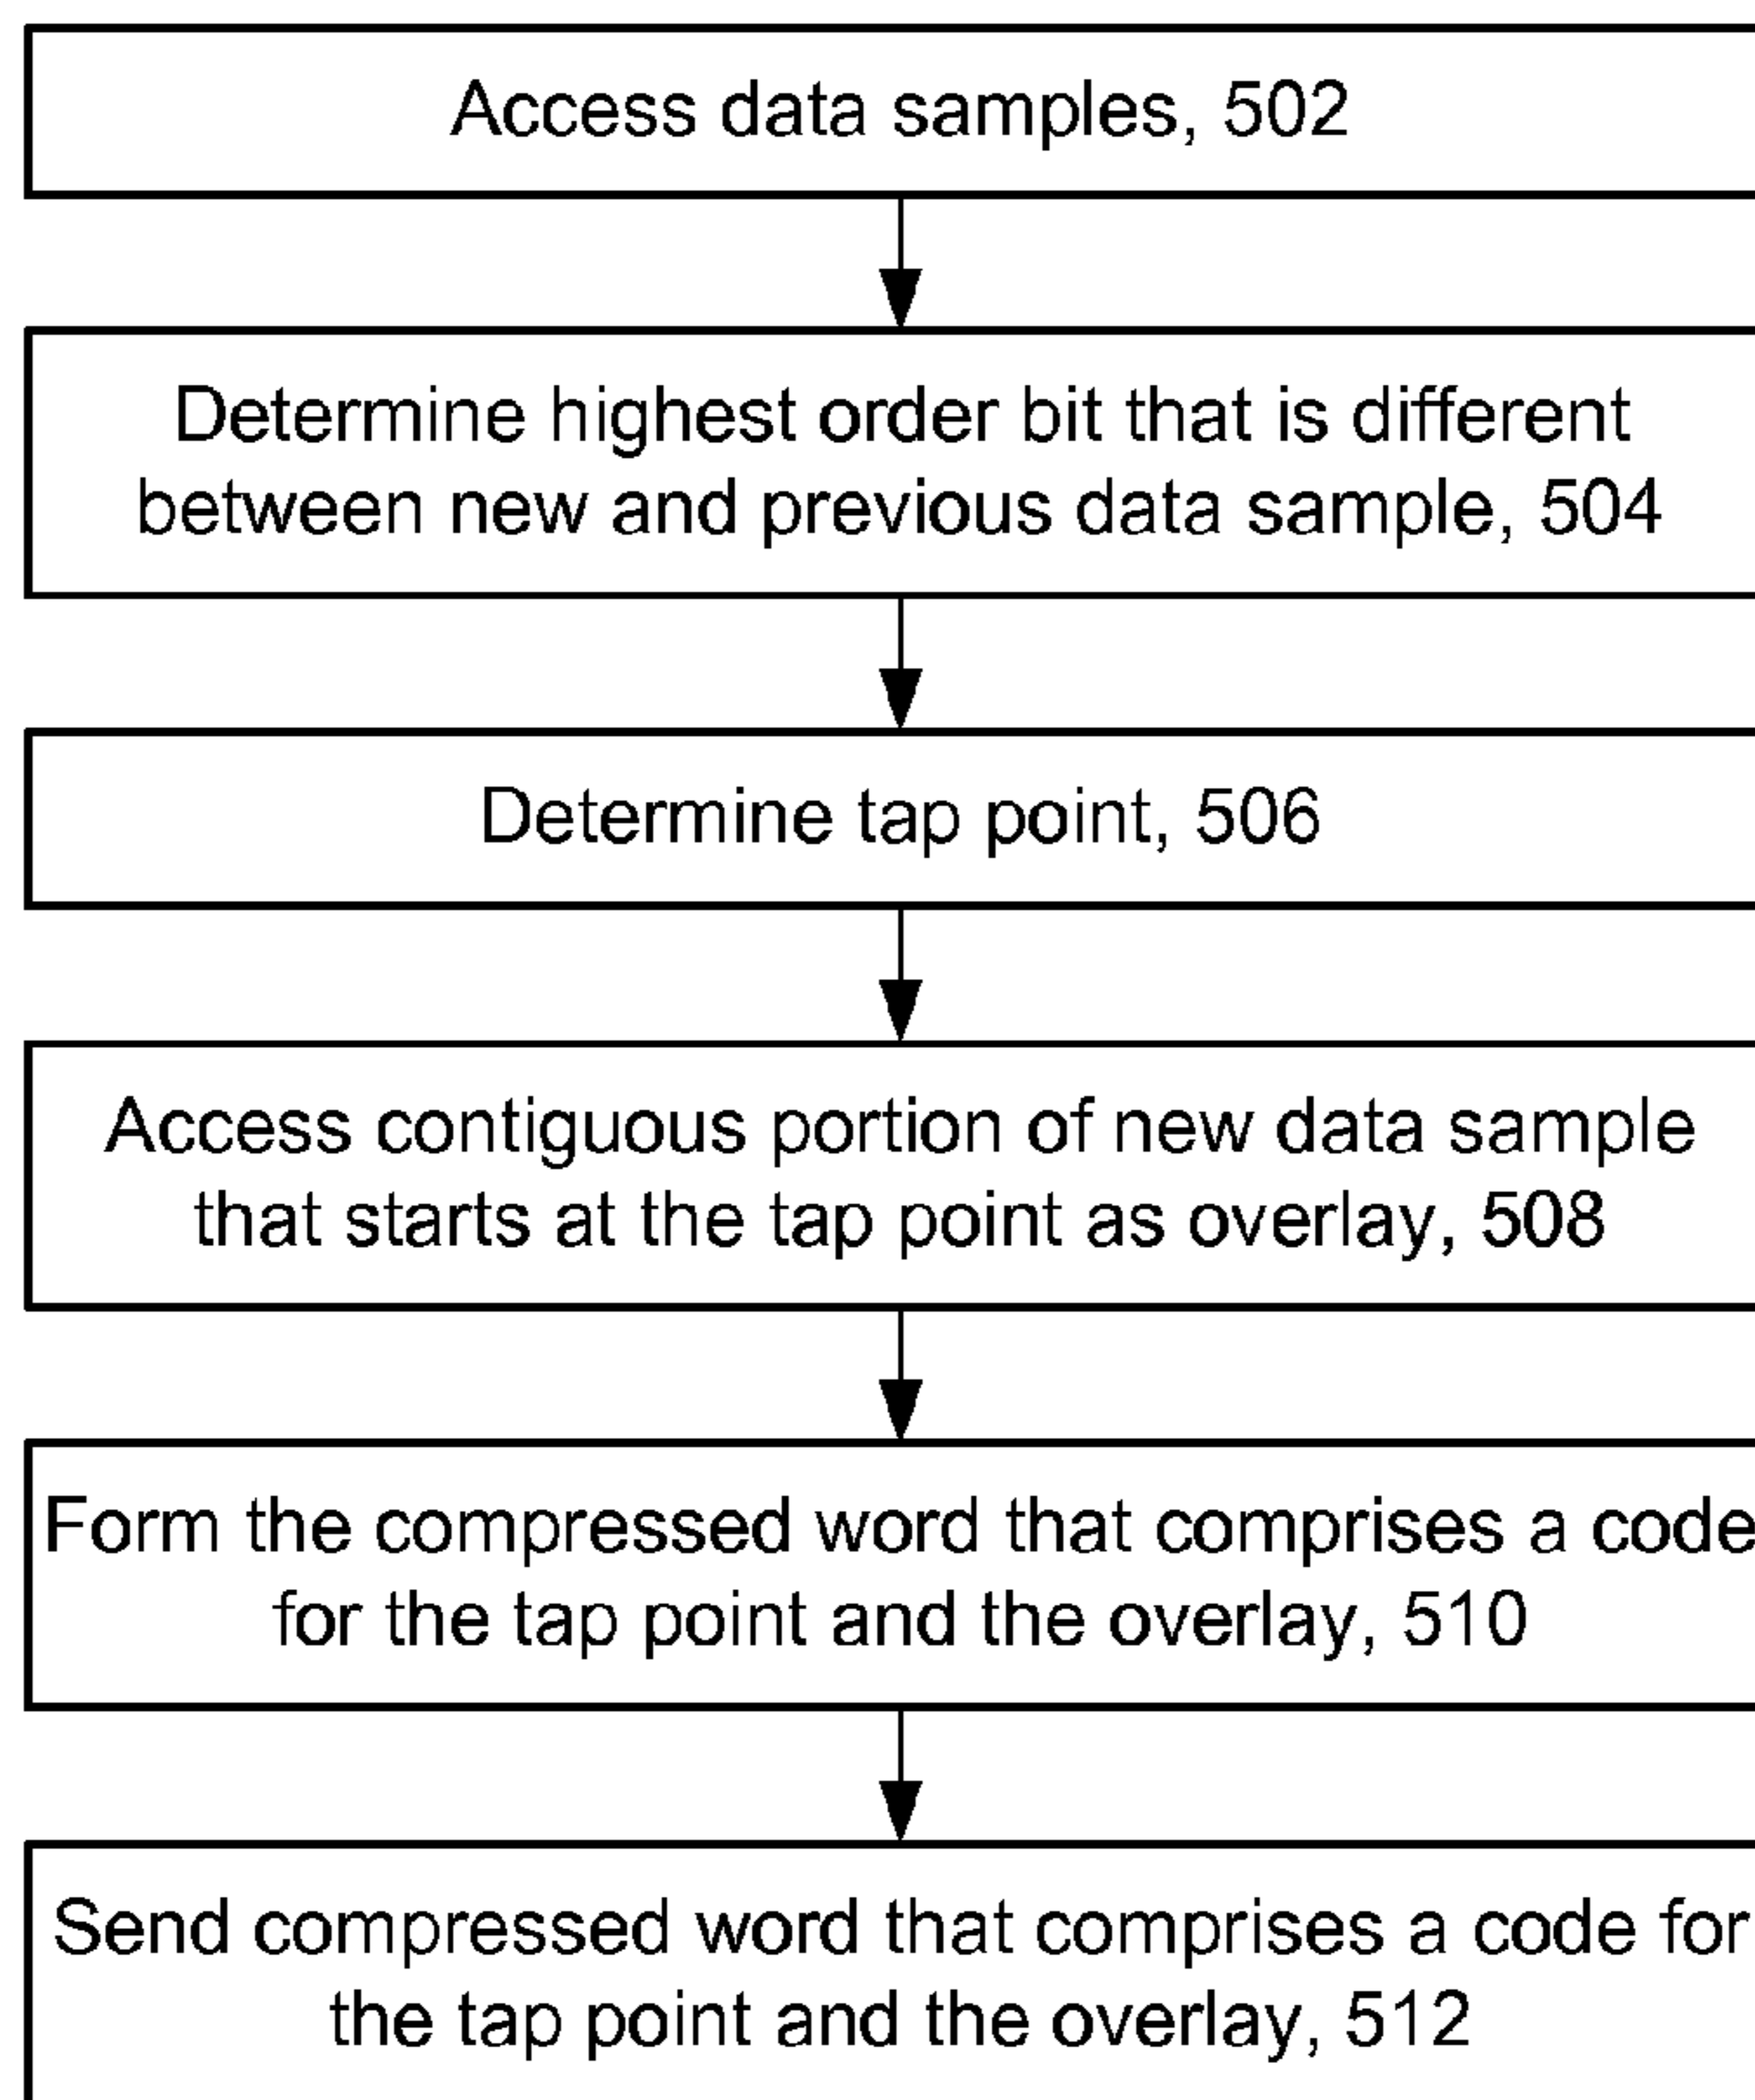 Access data samples, 502
Determine highest order bit that is different
between new and previous data sample, 504
Determine tap point, 506
Access contiguous portion of new data sample
that starts at the tap point as overlay, 508
Form the compressed word that comprises a code
for the tap point and the overlay, 510
Send compressed word that comprises a code for
the tap point and the overlay, 512